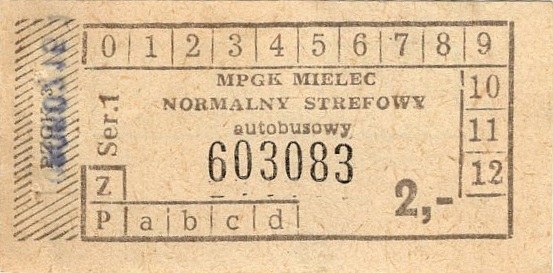 0 1 2 3 4 5 6 7 8 9
MPGK MIELEC
NORMALNY STREFOWY
autobusowy
603083
Ser. 1
10
11
12
Z
2,-
P a b c d